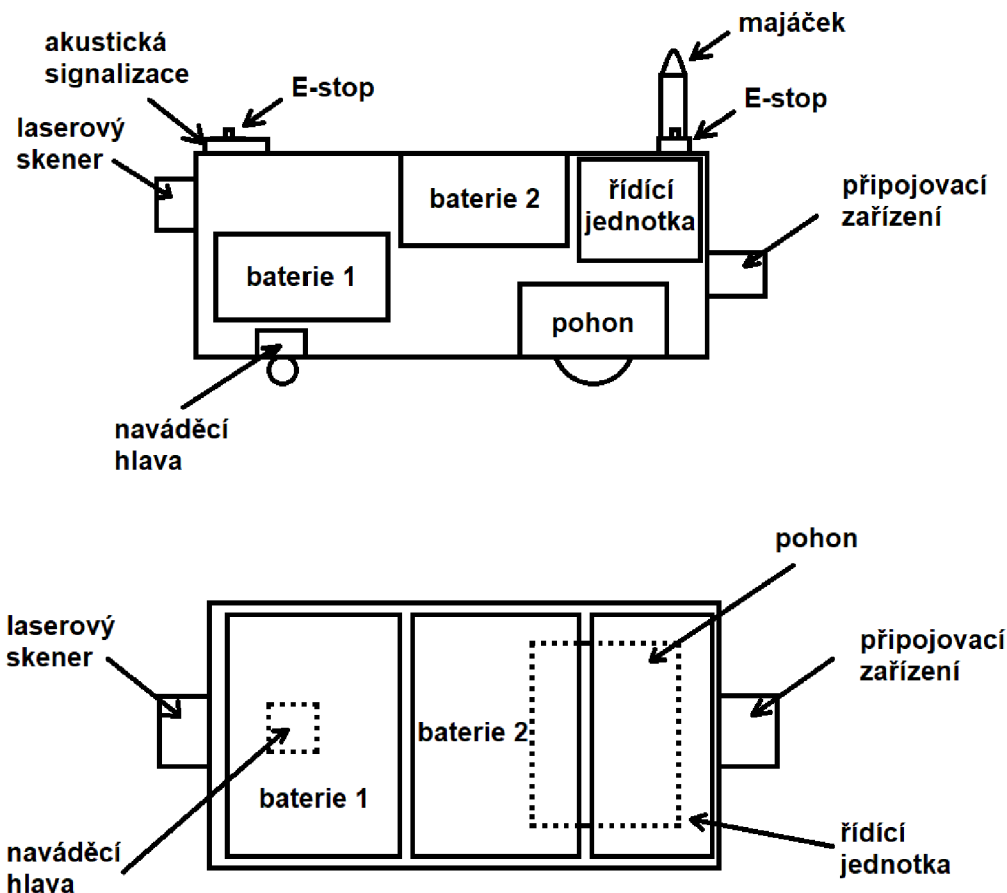 akustická
signalizace
E-stop
majáček
E-stop
laserový
skener
baterie 2
řídící
jednotka
připojovací
zařízení
baterie 1
pohon
naváděcí
hlava
pohon
laserový
skener
připojovací
zařízení
baterie 2
baterie 1
naváděcí
hlava
řídící
jednotka